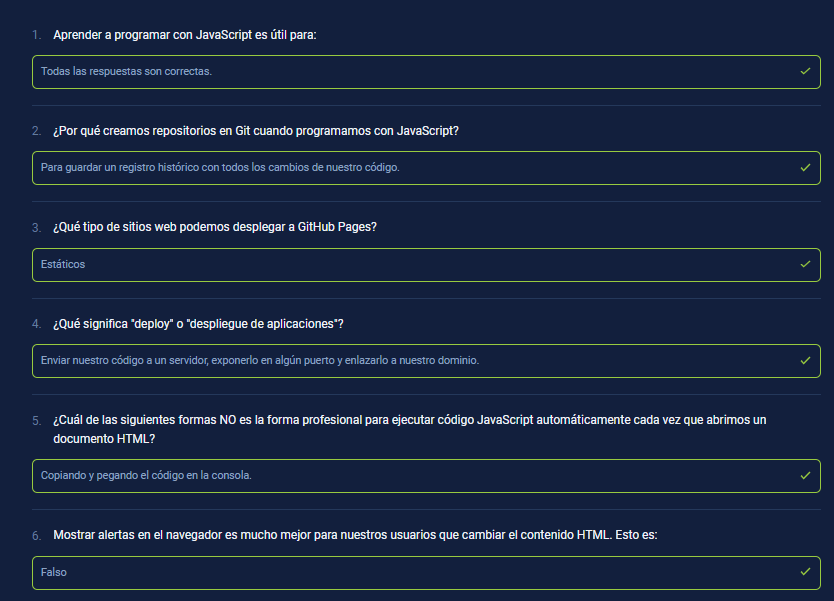 1. Aprender a programar con JavaScript es útil para:
Todas las respuestas son correctas.
2. ¿Por qué creamos repositorios en Git cuando programamos con JavaScript?
Para guardar un registro histórico con todos los cambios de nuestro código.
3. ¿Qué tipo de sitios web podemos desplegar a GitHub Pages?
Estáticos
4. ¿Qué significa "deploy" o "despliegue de aplicaciones"?
Enviar nuestro código a un servidor, exponerlo en algún puerto y enlazarlo a nuestro dominio.
5. ¿Cuál de las siguientes formas NO es la forma profesional para ejecutar código JavaScript automáticamente cada vez que abrimos un
documento HTML?
Copiando y pegando el código en la consola.
6. Mostrar alertas en el navegador es mucho mejor para nuestros usuarios que cambiar el contenido HTML. Esto es:
Falso